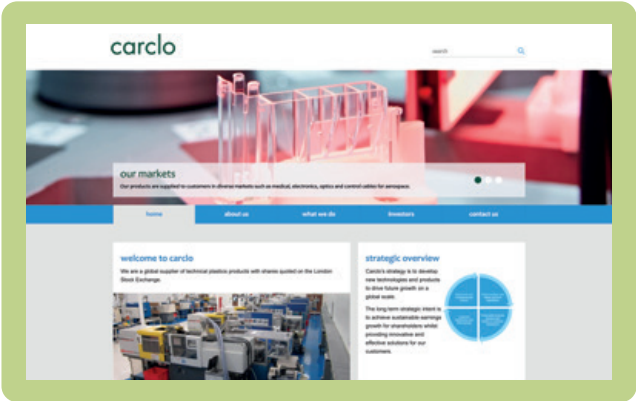 carclo
search
our markets
Our products are supplied to customers in diverse markets such as medical, electronics, optics and control cables for aerospace.
home about us what we do investors contact us
welcome to carclo
We are a global supplier of technical plastics products with shares quoted on the London
Stock Exchange.
strategic overview
Carclo's strategy is to develop
new technologies and products
to drive future growth on a
global scale.
The long term strategic intent is
to achieve sustainable earnings
growth for shareholders whilst
providing innovative and
effective solutions for our
customers.